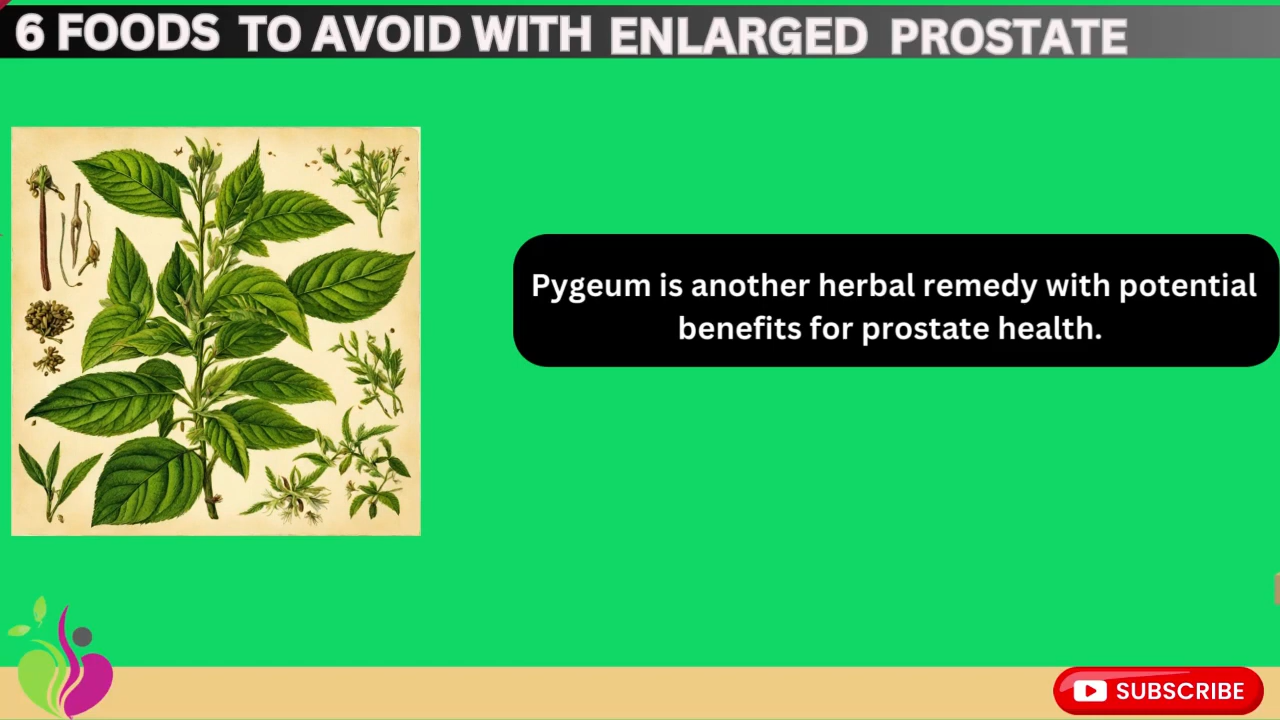 6 FOODS TO AVOID WITH ENLARGED PROSTATE
Pygeum is another herbal remedy with potential
benefits for prostate health.
SUBSCRIBE